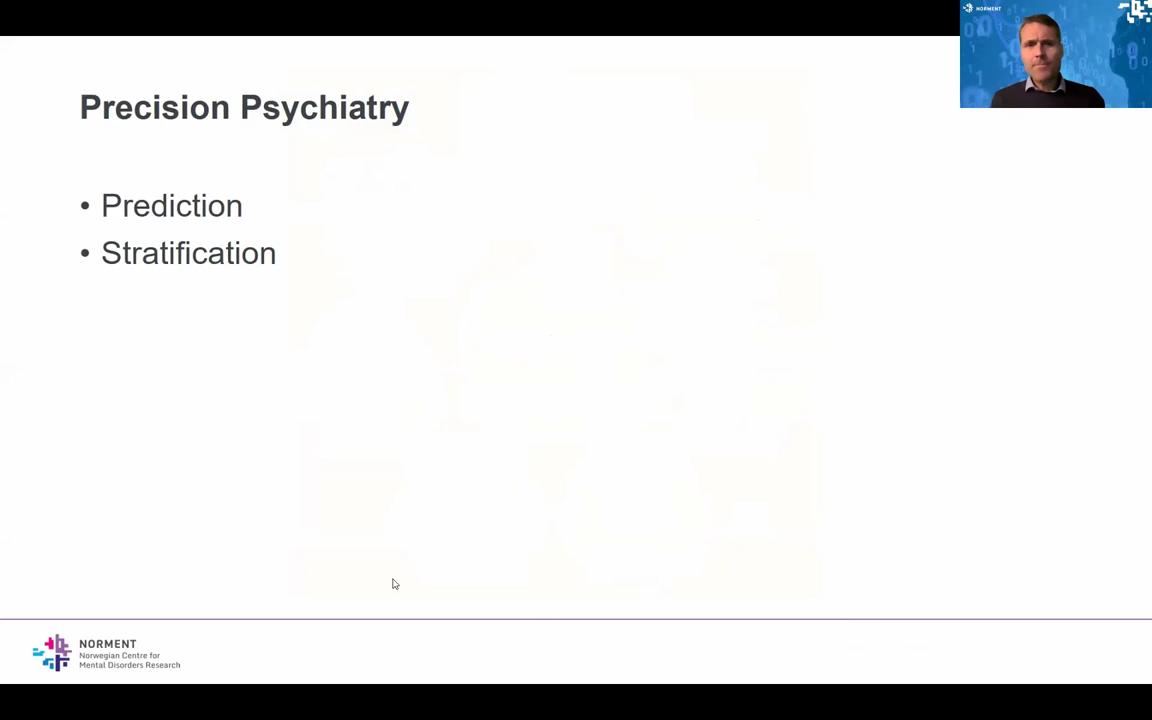 NORMENT
Precision Psychiatry
• Prediction
• Stratification
NORMENT
Norwegian Centre for
Mental Disorders Research